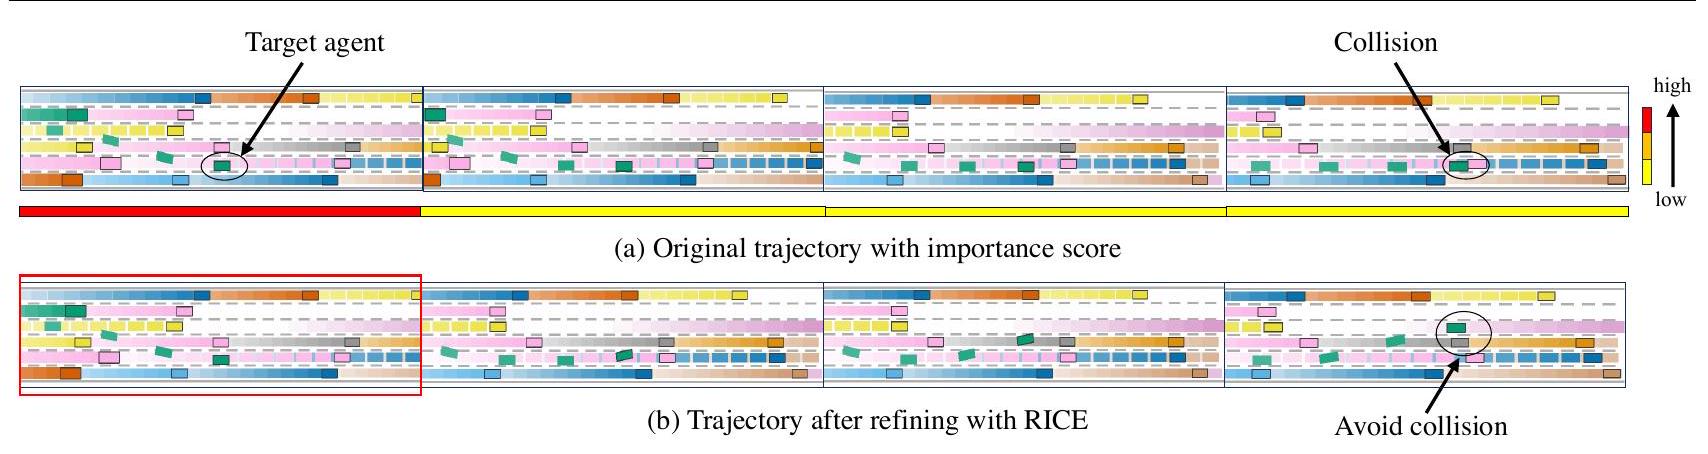 Target agent
Collision
high
low
(a) Original trajectory with importance score
(b) Trajectory after refining with RICE
Avoid collision